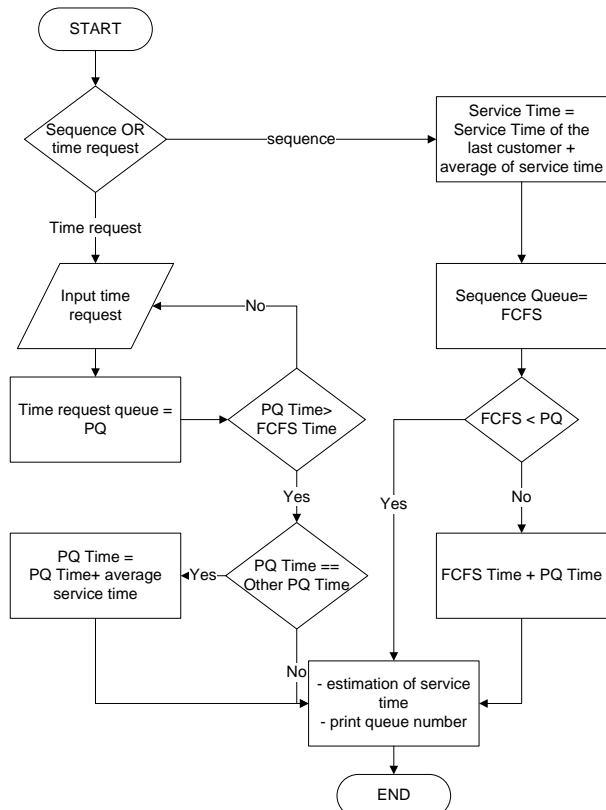 START
Sequence OR
time request
sequence
Service Time =
Service Time of the
last customer +
average of service time
Time request
Input time
request
No
Sequence Queue=
FCFS
Time request queue =
PQ
PQ Time>
FCFS Time
FCFS < PQ
Yes
Yes
No
PQ Time =
PQ Time+ average
service time
Yes
PQ Time ==
Other PQ Time
FCFS Time + PQ Time
No
- estimation of service
time
- print queue number
END